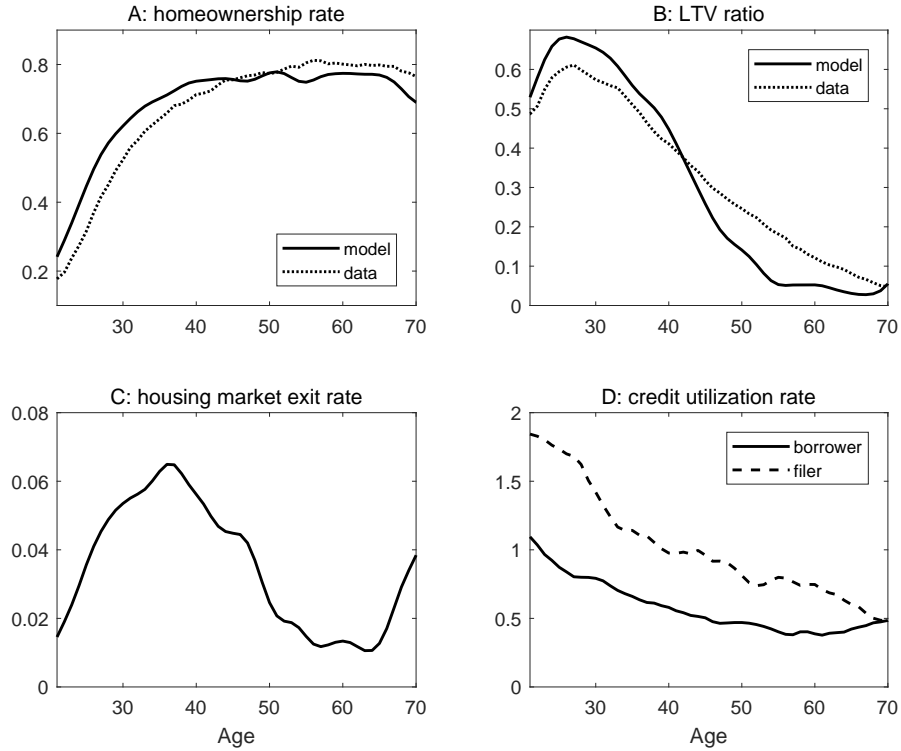 A: homeownership rate
0.8
0.6
0.4
0.2
30 40 50 60 70
model
data
B: LTV ratio
0.6
0.5
0.4
0.3
0.2
0.1
0
30 40 50 60 70
model
data
C: housing market exit rate
0.08
0.06
0.04
0.02
0
30 40 50 60 70
Age
D: credit utilization rate
2
1.5
1
0.5
0
30 40 50 60 70
Age
borrower
filer